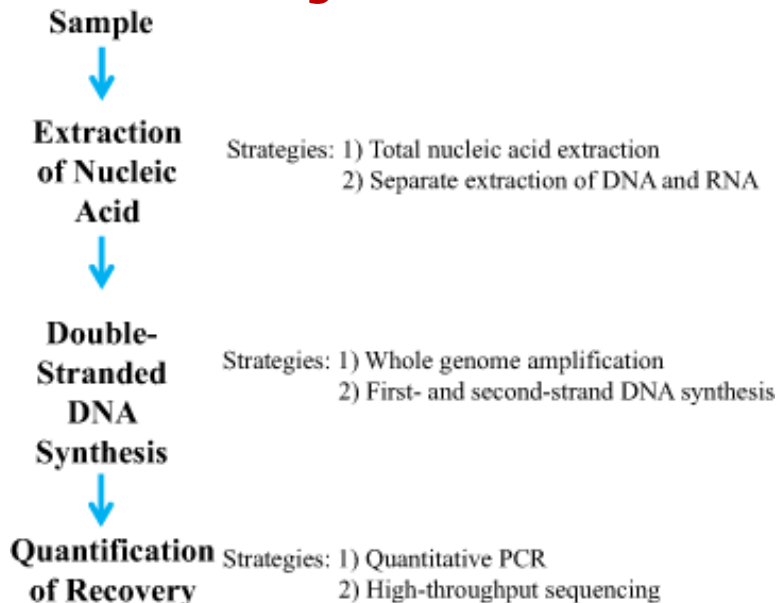 Sample
Extraction
of Nucleic
Acid
Strategies: 1) Total nucleic acid extraction
2) Separate extraction of DNA and RNA
Double-
Stranded
DNA
Synthesis
Strategies: 1) Whole genome amplification
2) First- and second-strand DNA synthesis
Quantification
of Recovery
Strategies: 1) Quantitative PCR
2) High-throughput sequencing